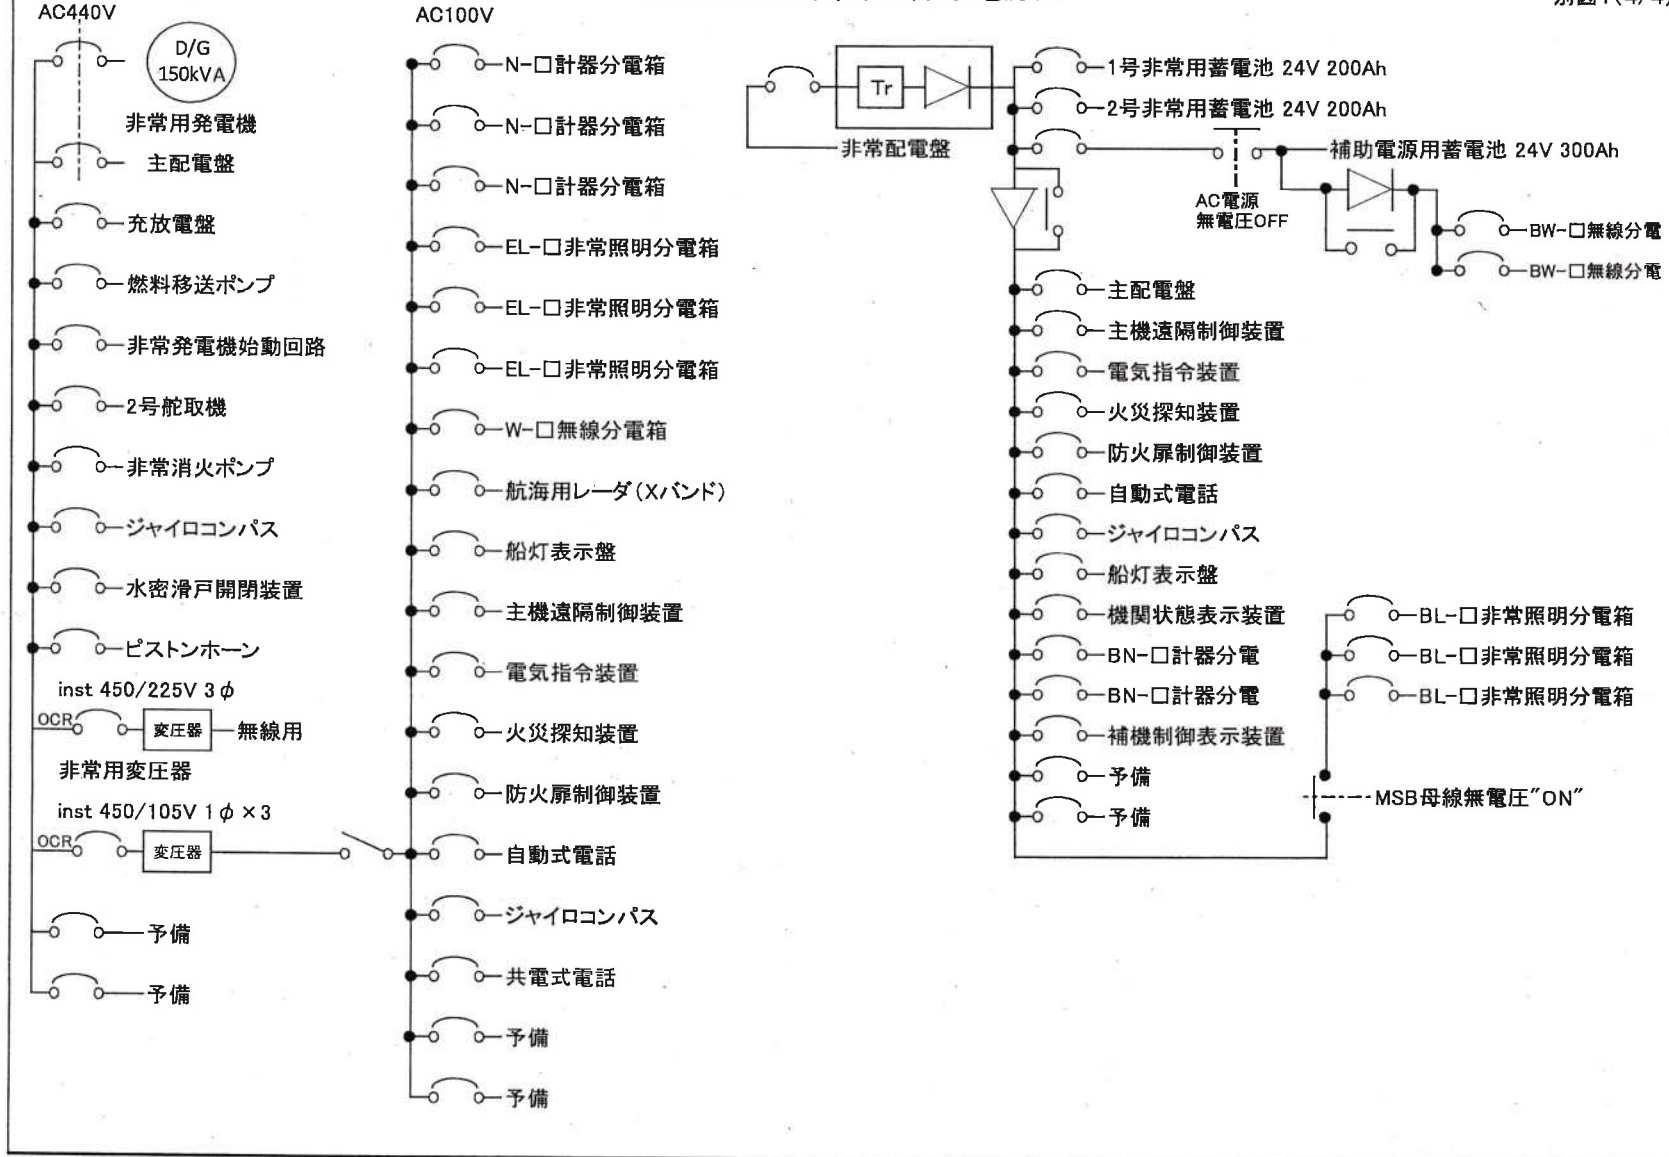 AC440V
D/G
150kVA
非常用発電機
主配電盤
充放電盤
燃料移送ポンプ
非常発電機始動回路
2号舵取機
非常消火ポンプ
ジャイロコンパス
水密滑戸開閉装置
ピストンホーン
inst 450/225V 3φ
OCR
変圧器
無線用
非常用変圧器
inst 450/105V 1φ×3
OCR
変圧器
予備
予備
AC100V
N-口計器分電箱
N-口計器分電箱
N-口計器分電箱
EL-口非常照明分電箱
EL-口非常照明分電箱
EL-口非常照明分電箱
W-口無線分電箱
航海用レーダ(Xバンド)
船灯表示盤
主機遠隔制御装置
電気指令装置
火災探知装置
防火扉制御装置
自動式電話
ジャイロコンパス
共電式電話
予備
予備
Tr
非常配電盤
1号非常用蓄電池 24V 200Ah
2号非常用蓄電池 24V 200Ah
補助電源用蓄電池 24V 300Ah
AC電源
無電圧OFF
BW-口無線分電
BW-口無線分電
主配電盤
主機遠隔制御装置
電気指令装置
火災探知装置
防火扉制御装置
自動式電話
ジャイロコンパス
船灯表示盤
機関状態表示装置
BN-口計器分電
BN-口計器分電
補機制御表示装置
予備
予備
BL-口非常照明分電箱
BL-口非常照明分電箱
BL-口非常照明分電箱
MSB母線無電圧"ON"